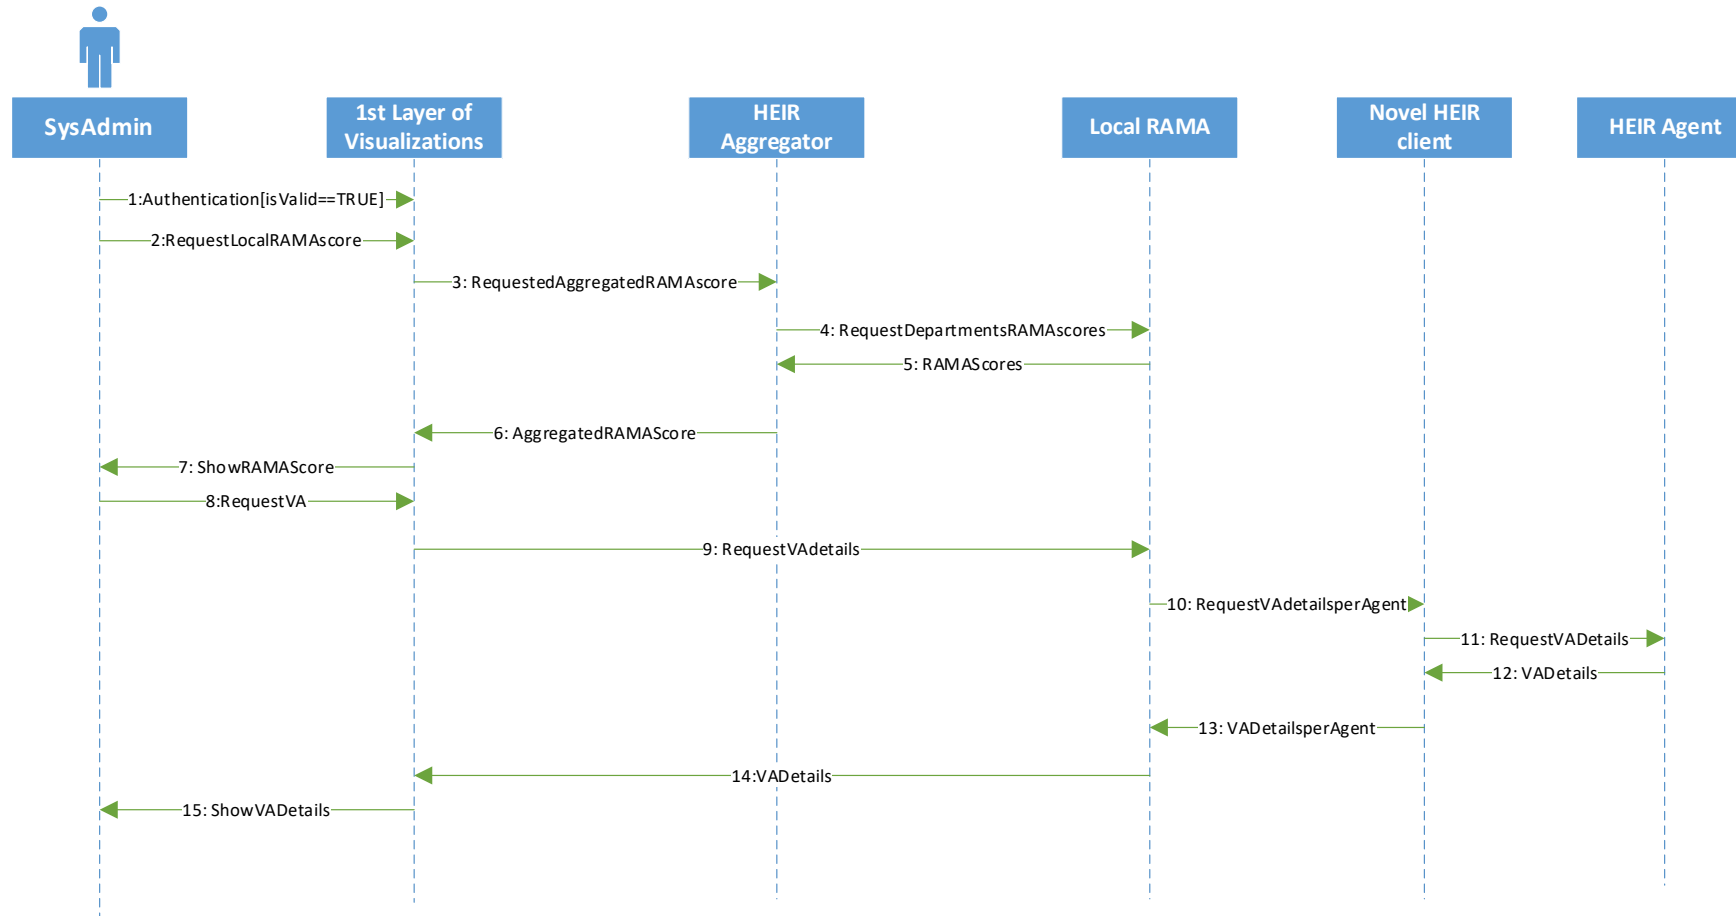 SysAdmin
1st Layer of
Visualizations
HEIR
Aggregator
Local RAMA
Novel HEIR
client
HEIR Agent
1:Authentication[isValid==TRUE]
2:RequestLocalRAMAscore
3: RequestedAggregatedRAMAscore
4: RequestDepartmentsRAMAscores
5: RAMAScores
6: AggregatedRAMAScore
7: ShowRAMAScore
8:RequestVA
9: RequestVAdetails
10: RequestVAdetailsperAgent
11: RequestVADetails
12: VADetails
13: VADetailsperAgent
14:VADetails
15: ShowVADetails